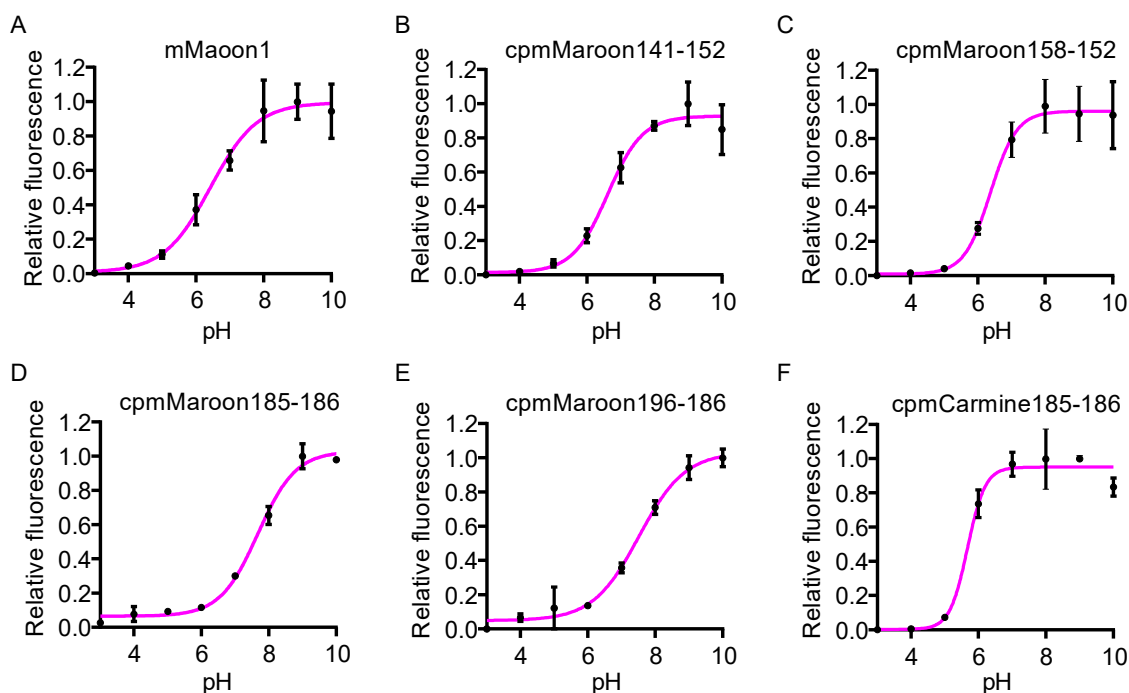 A
mMaoon1
Relative fluorescence
1.2
1.0
0.8
0.6
0.4
0.2
0.0
4 6 8 10
pH
B
cpmMaroon141-152
Relative fluorescence
1.2
1.0
0.8
0.6
0.4
0.2
0.0
4 6 8 10
pH
C
cpmMaroon158-152
Relative fluorescence
1.2
1.0
0.8
0.6
0.4
0.2
0.0
4 6 8 10
pH
D
cpmMaroon185-186
Relative fluorescence
1.2
1.0
0.8
0.6
0.4
0.2
0.0
4 6 8 10
pH
E
cpmMaroon196-186
Relative fluorescence
1.2
1.0
0.8
0.6
0.4
0.2
0.0
4 6 8 10
pH
F
cpmCarmine185-186
Relative fluorescence
1.2
1.0
0.8
0.6
0.4
0.2
0.0
4 6 8 10
pH